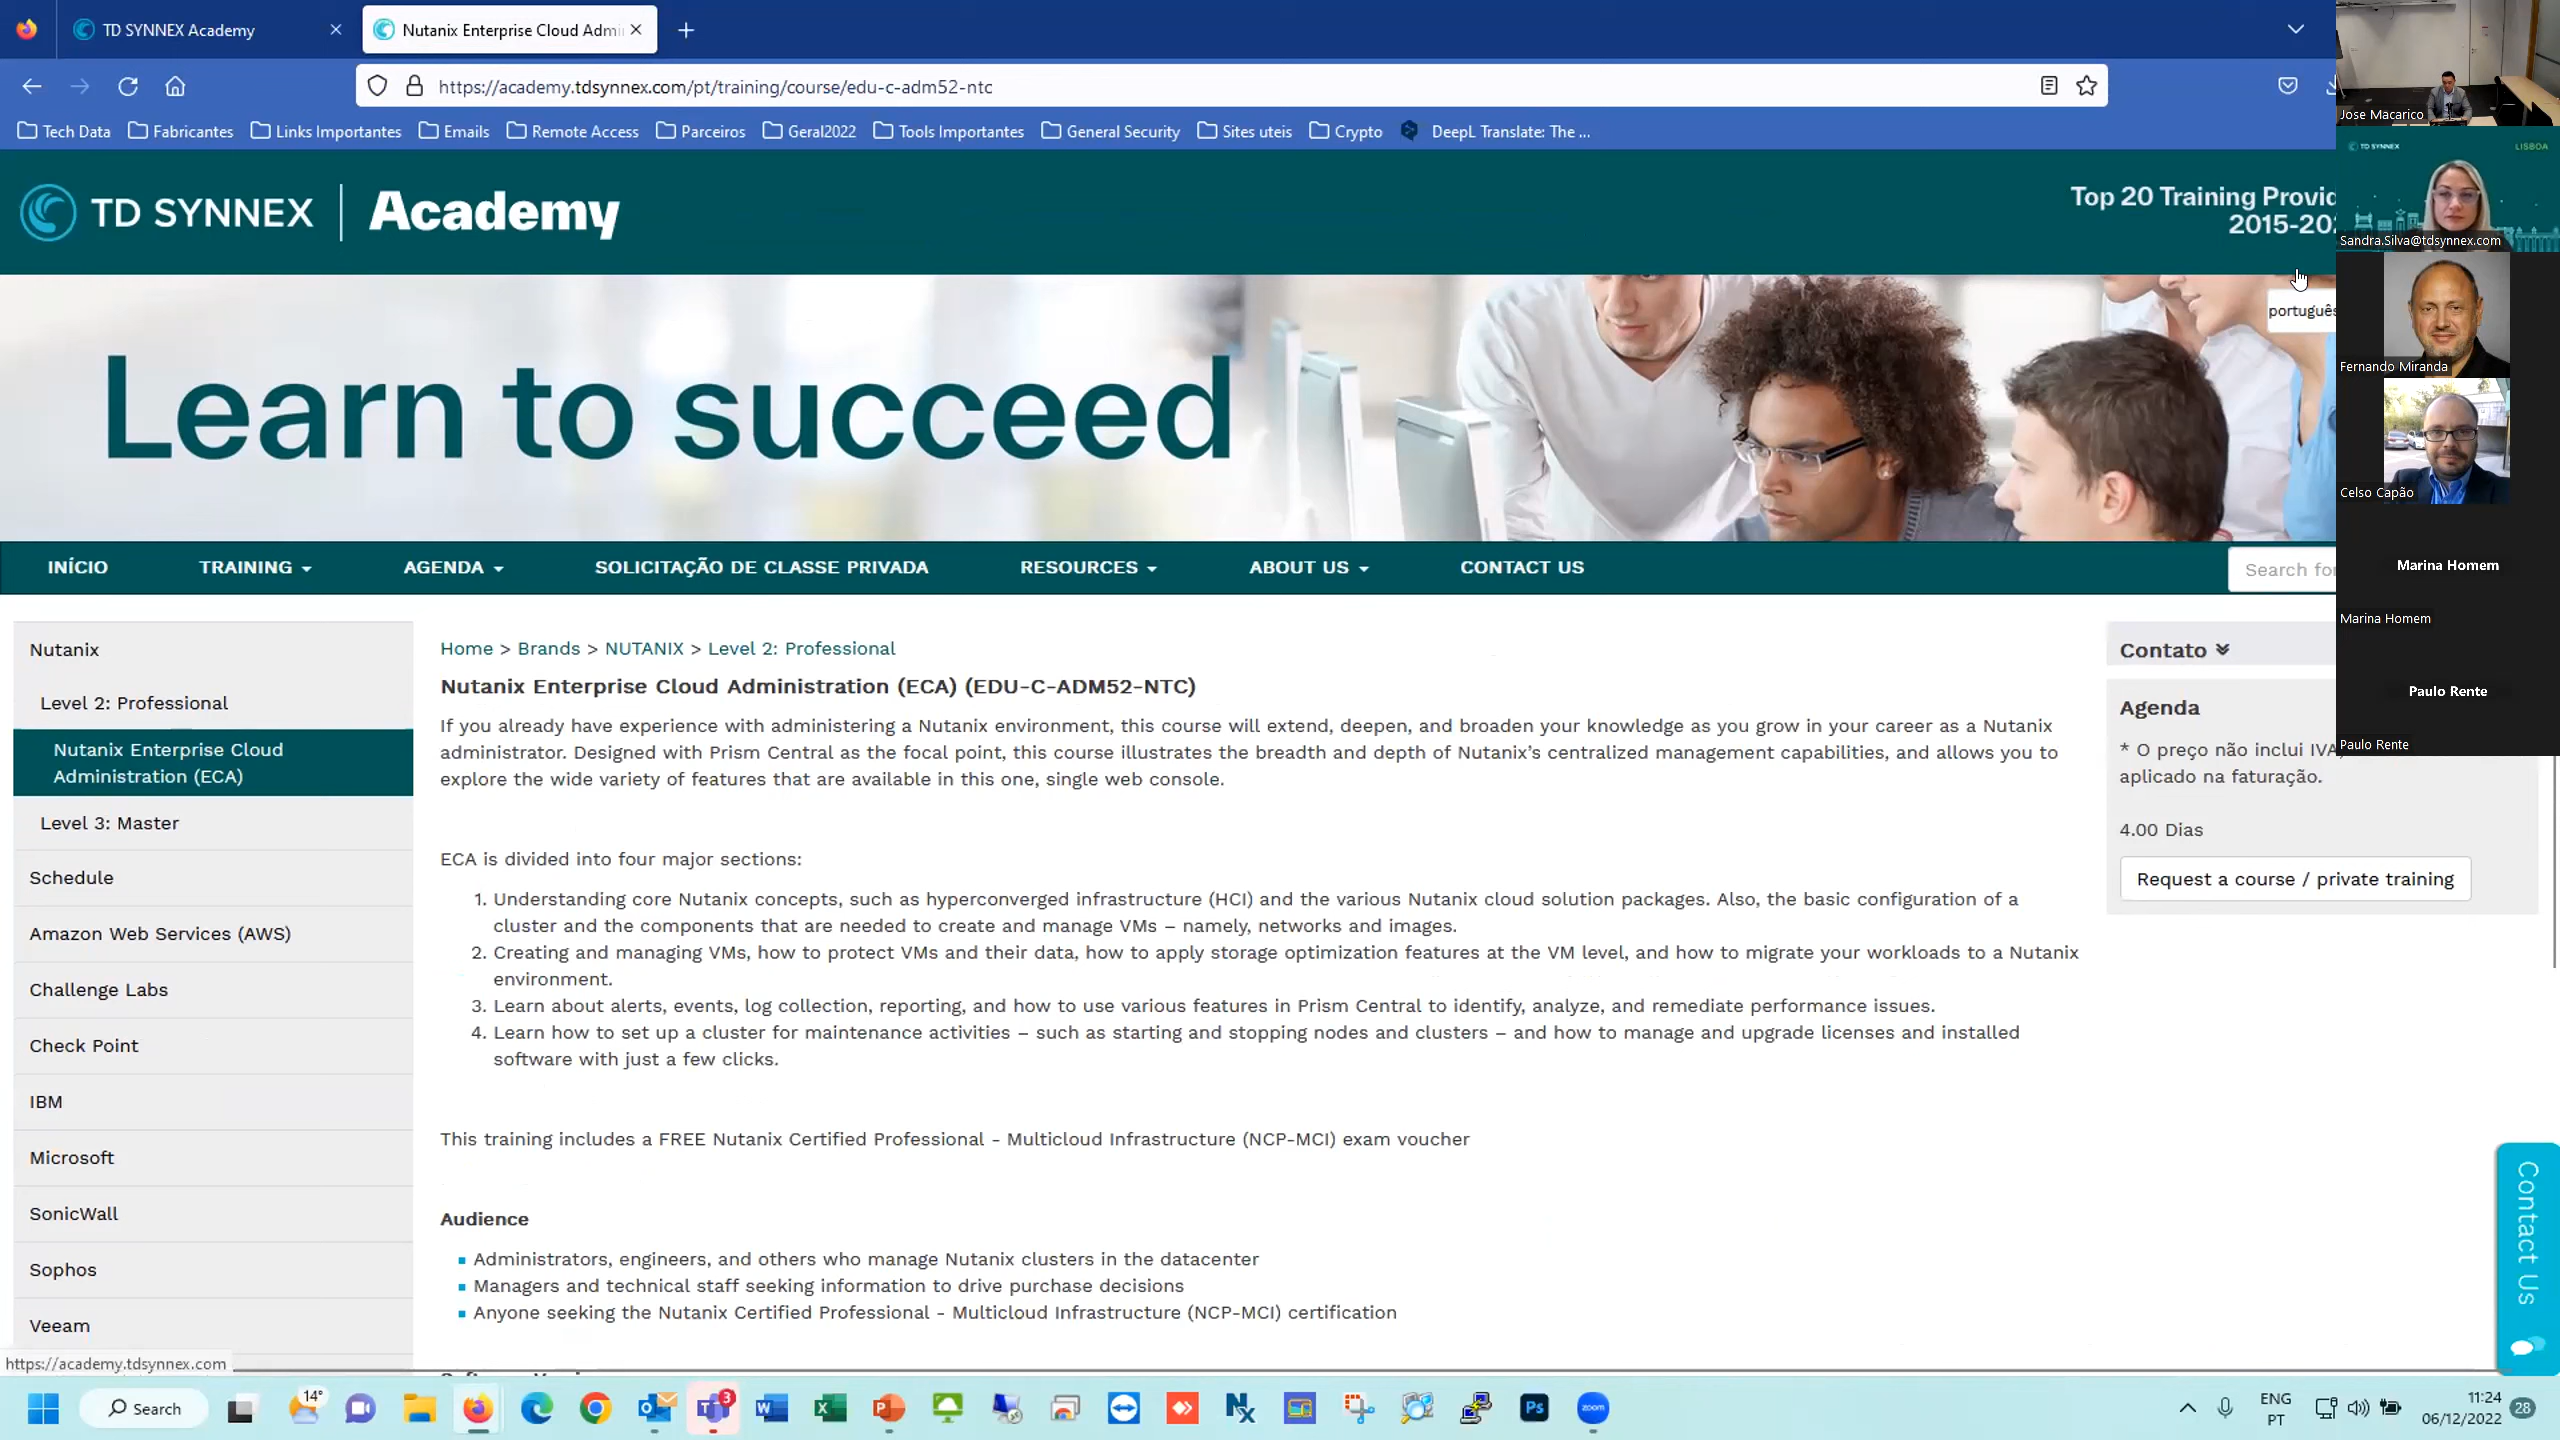 TD SYNNEX Academy
Nutanix Enterprise Cloud Admi
https://academy.tdsynnex.com/pt/training/course/edu-c-adm52-ntc
Tech Data
Fabricantes
Links Importantes
Emails
Remote Access
Parceiros
Geral2022
Tools Importantes
General Security
Sites uteis
Crypto
DeepL Translate: The ...
TD SYNNEX | Academy
Top 20 Training Provid
2015-202
português
Learn to succeed
INÍCIO
TRAINING
AGENDA
SOLICITAÇÃO DE CLASSE PRIVADA
RESOURCES
ABOUT US
CONTACT US
Search for
Nutanix
Level 2: Professional
Nutanix Enterprise Cloud
Administration (ECA)
Level 3: Master
Schedule
Amazon Web Services (AWS)
Challenge Labs
Check Point
IBM
Microsoft
SonicWall
Sophos
Veeam
https://academy.tdsynnex.com
Home > Brands > NUTANIX > Level 2: Professional
Nutanix Enterprise Cloud Administration (ECA) (EDU-C-ADM52-NTC)
If you already have experience with administering a Nutanix environment, this course will extend, deepen, and broaden your knowledge as you grow in your career as a Nutanix
administrator. Designed with Prism Central as the focal point, this course illustrates the breadth and depth of Nutanix’s centralized management capabilities, and allows you to
explore the wide variety of features that are available in this one, single web console.
ECA is divided into four major sections:
1. Understanding core Nutanix concepts, such as hyperconverged infrastructure (HCI) and the various Nutanix cloud solution packages. Also, the basic configuration of a
cluster and the components that are needed to create and manage VMs – namely, networks and images.
2. Creating and managing VMs, how to protect VMs and their data, how to apply storage optimization features at the VM level, and how to migrate your workloads to a Nutanix
environment.
3. Learn about alerts, events, log collection, reporting, and how to use various features in Prism Central to identify, analyze, and remediate performance issues.
4. Learn how to set up a cluster for maintenance activities – such as starting and stopping nodes and clusters – and how to manage and upgrade licenses and installed
software with just a few clicks.
This training includes a FREE Nutanix Certified Professional - Multicloud Infrastructure (NCP-MCI) exam voucher
Audience
Administrators, engineers, and others who manage Nutanix clusters in the datacenter
Managers and technical staff seeking information to drive purchase decisions
Anyone seeking the Nutanix Certified Professional - Multicloud Infrastructure (NCP-MCI) certification
Contato
Agenda
* O preço não inclui IVA,
aplicado na faturação.
4.00 Dias
Request a course / private training
Contact Us
Jose Macarico
TD SYNNEX
LISBOA
Sandra.Silva@tdsynnex.com
Fernando Miranda
Celso Capão
Marina Homem
Marina Homem
Paulo Rente
Paulo Rente
14°
Search
3
Ps
zoom
ENG
PT
11:24
06/12/2022
28